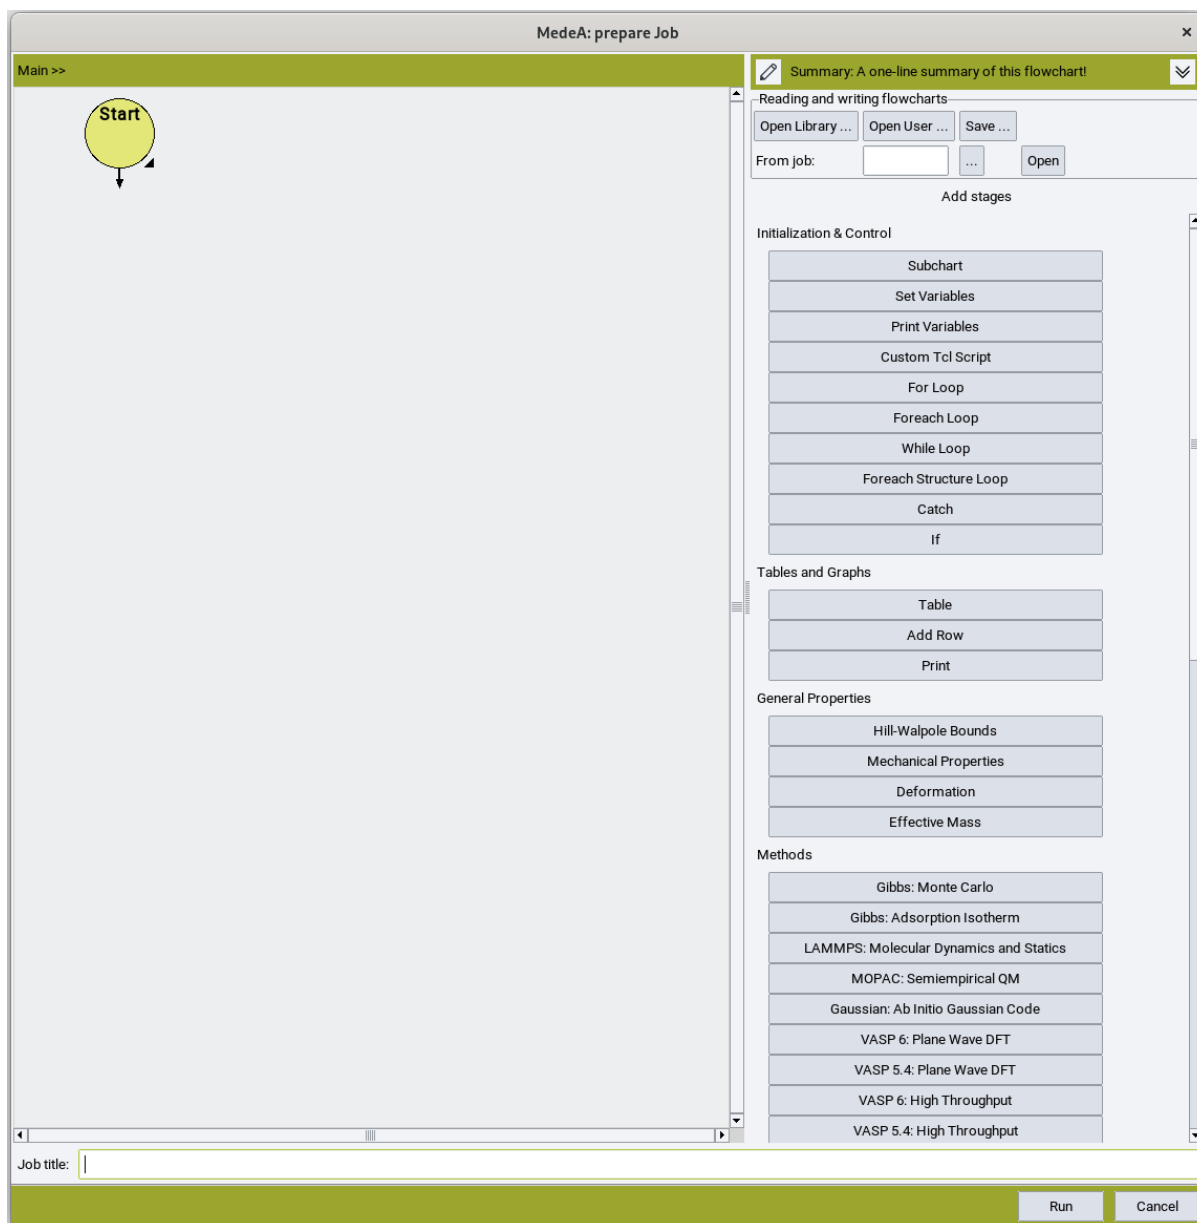 MedeA: prepare Job
Main >>
Start
Summary: A one-line summary of this flowchart!
Reading and writing flowcharts
Open Library ... Open User ... Save ...
From job: ... Open
Add stages
Initialization & Control
Subchart
Set Variables
Print Variables
Custom Tcl Script
For Loop
Foreach Loop
While Loop
Foreach Structure Loop
Catch
If
Tables and Graphs
Table
Add Row
Print
General Properties
Hill-Walpole Bounds
Mechanical Properties
Deformation
Effective Mass
Methods
Gibbs: Monte Carlo
Gibbs: Adsorption Isotherm
LAMMPS: Molecular Dynamics and Statics
MOPAC: Semiempirical QM
Gaussian: Ab Initio Gaussian Code
VASP 6: Plane Wave DFT
VASP 5.4: Plane Wave DFT
VASP 6: High Throughput
VASP 5.4: High Throughput
Job title:
Run Cancel